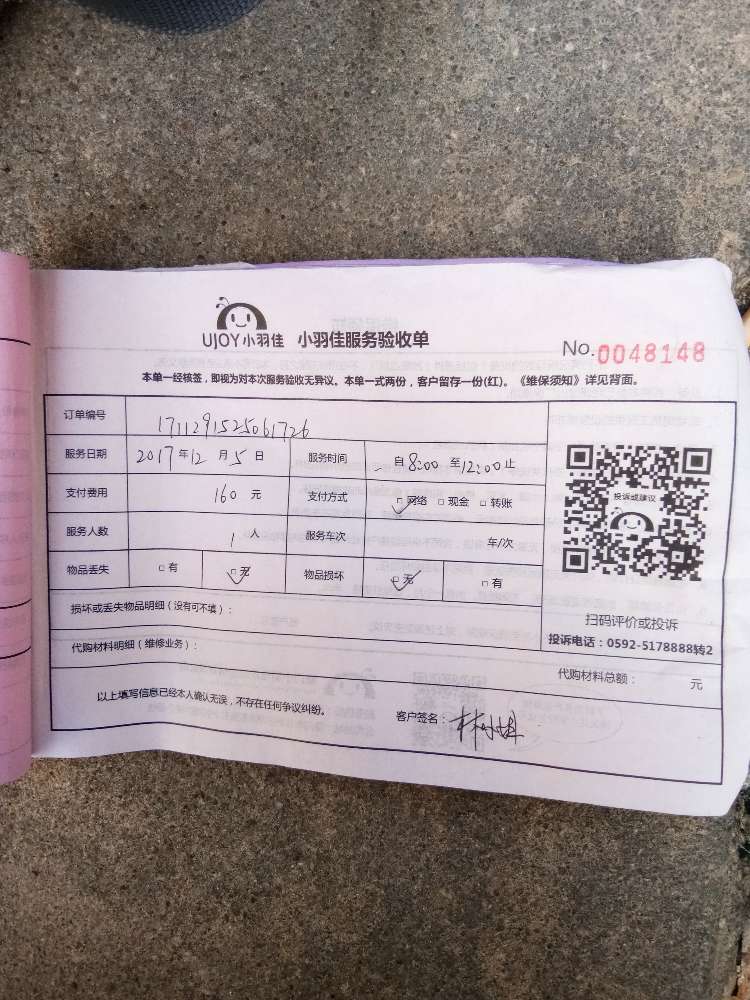 UJOY小羽佳 小羽佳服务验收单
No.0048148
本单一经核签，即视为对本次服务验收无异议。本单一式两份，客户留存一份(红)。《维保须知》详见背面。
订单编号 1711291525061726
服务日期 2017年12月5日 服务时间 自8:00至12:00止
支付费用 160元 支付方式 □网络 □现金 □转账
服务人数 1人 服务车次 车/次
物品丢失 □有 □无 物品损坏 □无 □有
损坏或丢失物品明细（没有可不填）：
代购材料明细（维修业务）：
代购材料总额： 元
以上填写信息已经本人确认无误，不存在任何争议纠纷。
客户签名：
投诉或建议
扫码评价或投诉
投诉电话：0592-5178888转2